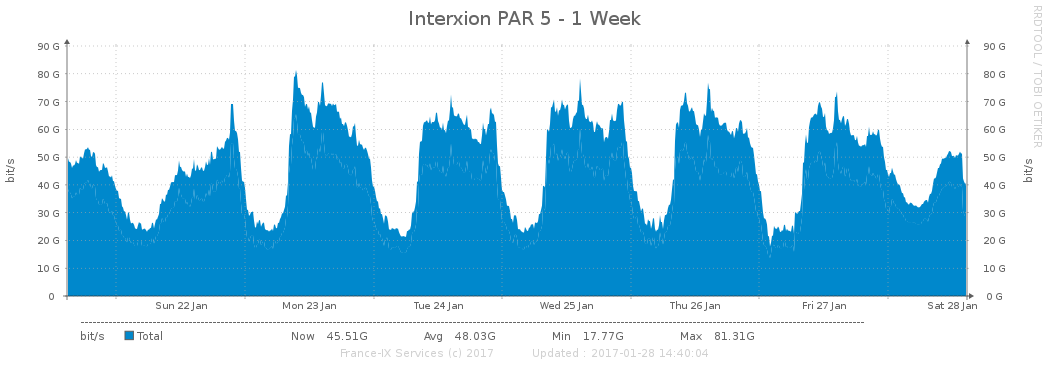 Interxion PAR 5 - 1 Week
RRDTOOL / TOBI OETIKER
90 G 90 G
80 G 80 G
70 G 70 G
60 G 60 G
50 G 50 G
40 G 40 G
30 G 30 G
20 G 20 G
10 G 10 G
0 0 G
bit/s
bit/s
Sun 22 Jan Mon 23 Jan Tue 24 Jan Wed 25 Jan Thu 26 Jan Fri 27 Jan Sat 28 Jan
bit/s Total Now 45.51G Avg 48.03G Min 17.77G Max 81.31G
France-IX Services (c) 2017 Updated : 2017-01-28 14:40:04